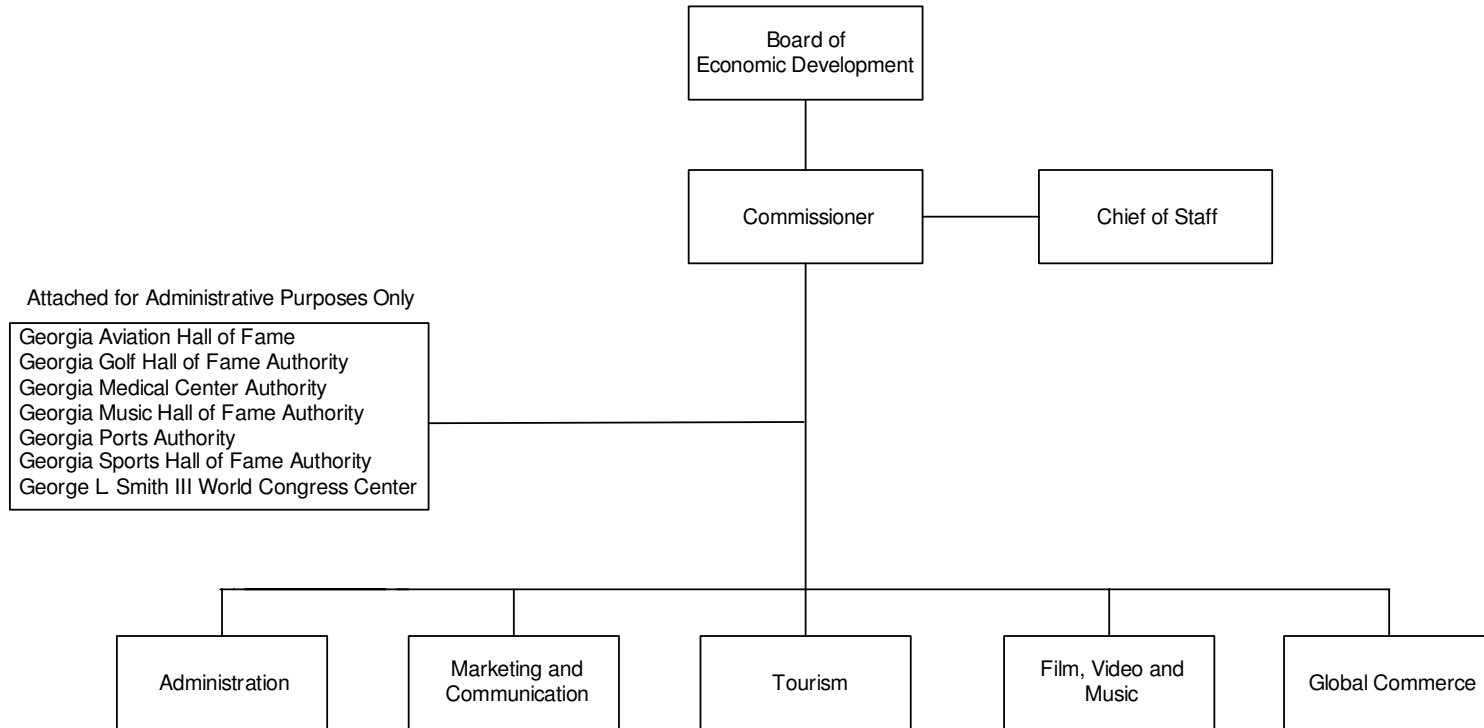 Board of
Economic Development
Commissioner
Chief of Staff
Attached for Administrative Purposes Only
Georgia Aviation Hall of Fame
Georgia Golf Hall of Fame Authority
Georgia Medical Center Authority
Georgia Music Hall of Fame Authority
Georgia Ports Authority
Georgia Sports Hall of Fame Authority
George L. Smith III World Congress Center
Administration
Marketing and
Communication
Tourism
Film, Video and
Music
Global Commerce